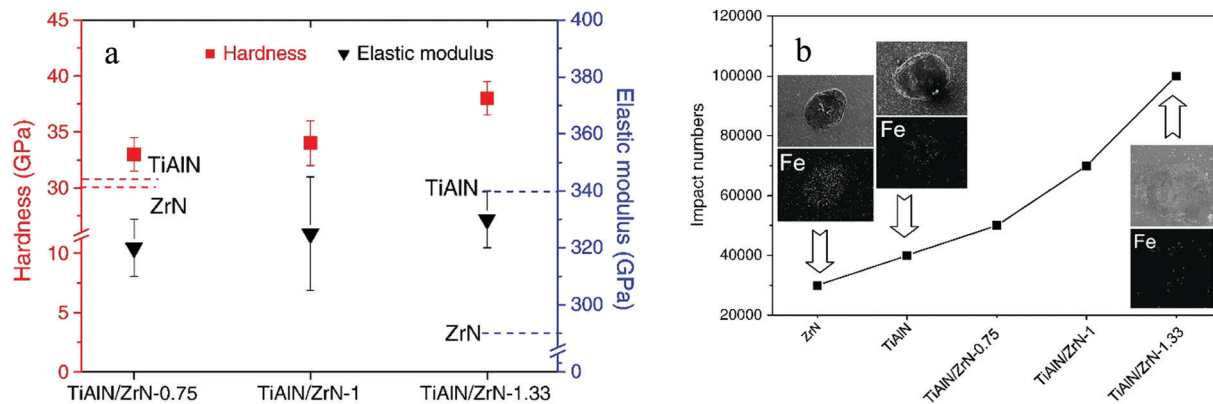 a
Hardness
Elastic modulus
45
40
35
30
10
5
0
Hardness (GPa)
TiAlN
ZrN
TiAlN
ZrN
400
380
360
340
320
300
0
Elastic modulus (GPa)
TiAlN/ZrN-0.75
TiAlN/ZrN-1
TiAlN/ZrN-1.33
b
120000
100000
80000
60000
40000
20000
Impact numbers
Fe
Fe
Fe
ZrN
TiAlN
TiAlN/ZrN-0.75
TiAlN/ZrN-1
TiAlN/ZrN-1.33